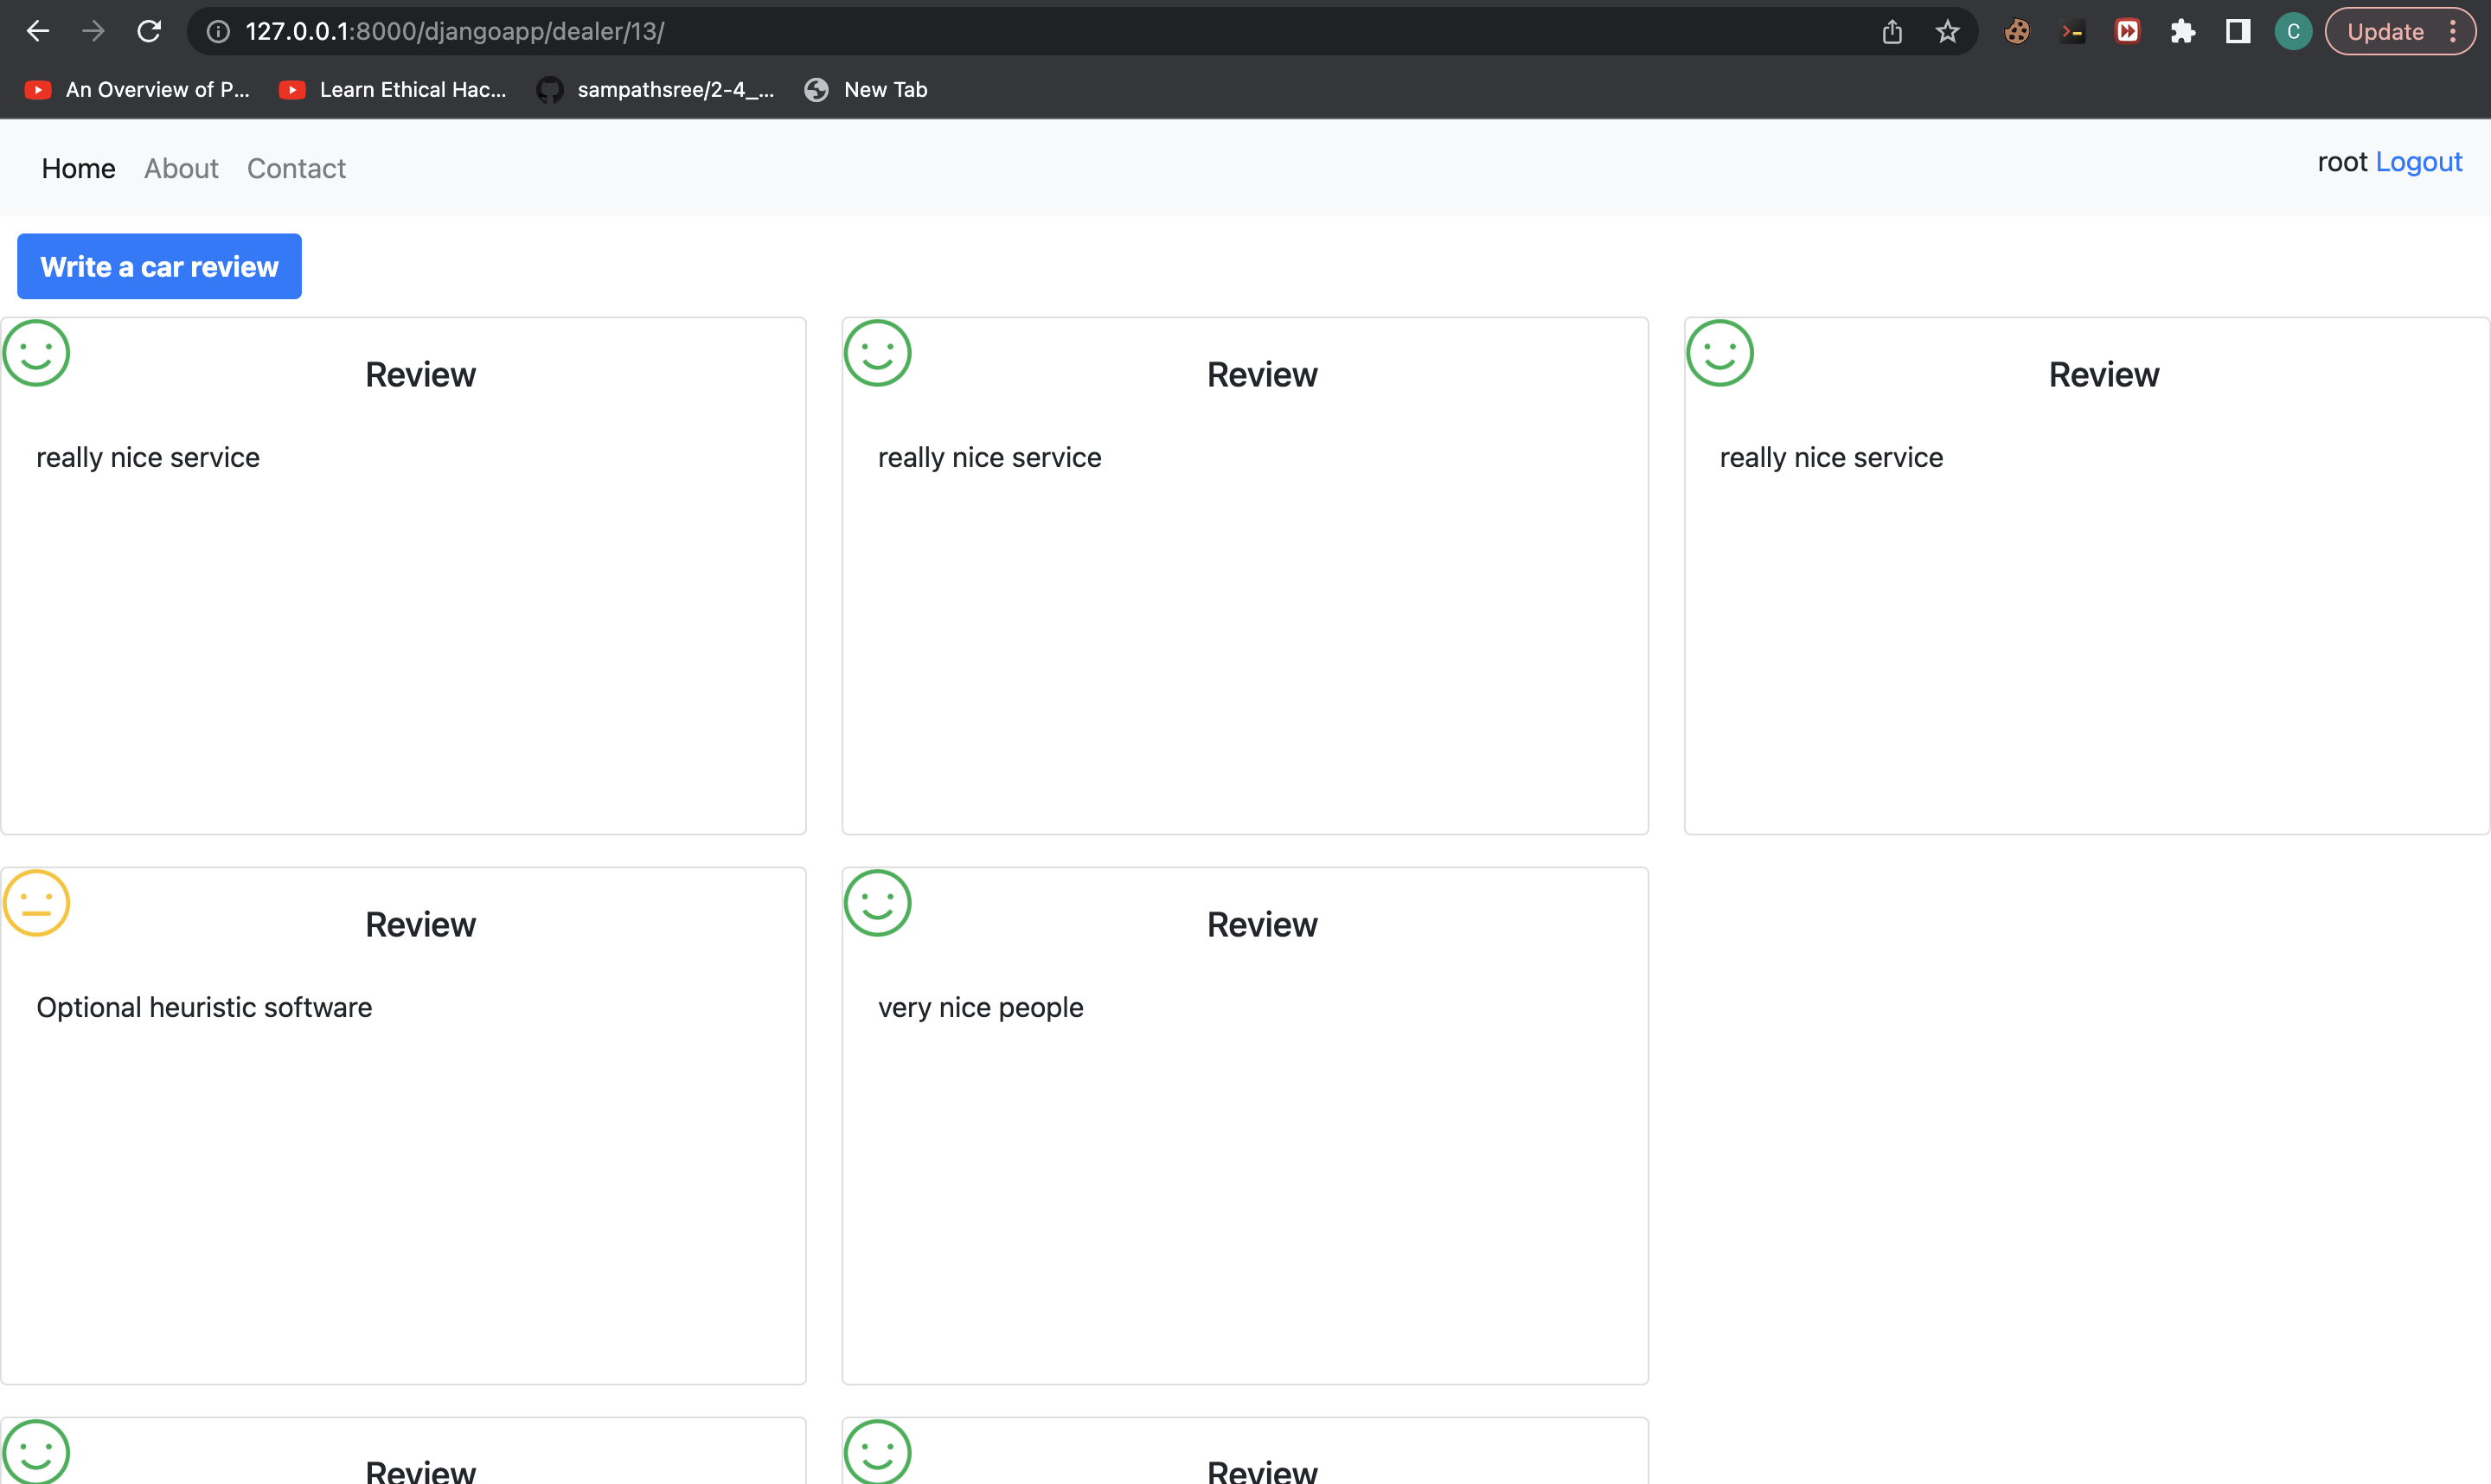 127.0.0.1:8000/djangoapp/dealer/13/
C
Update
An Overview of P...
Learn Ethical Hac...
sampathsree/2-4_...
New Tab
Home
About
Contact
root Logout
Write a car review
Review
really nice service
Review
really nice service
Review
really nice service
Review
Optional heuristic software
Review
very nice people
Review
Review